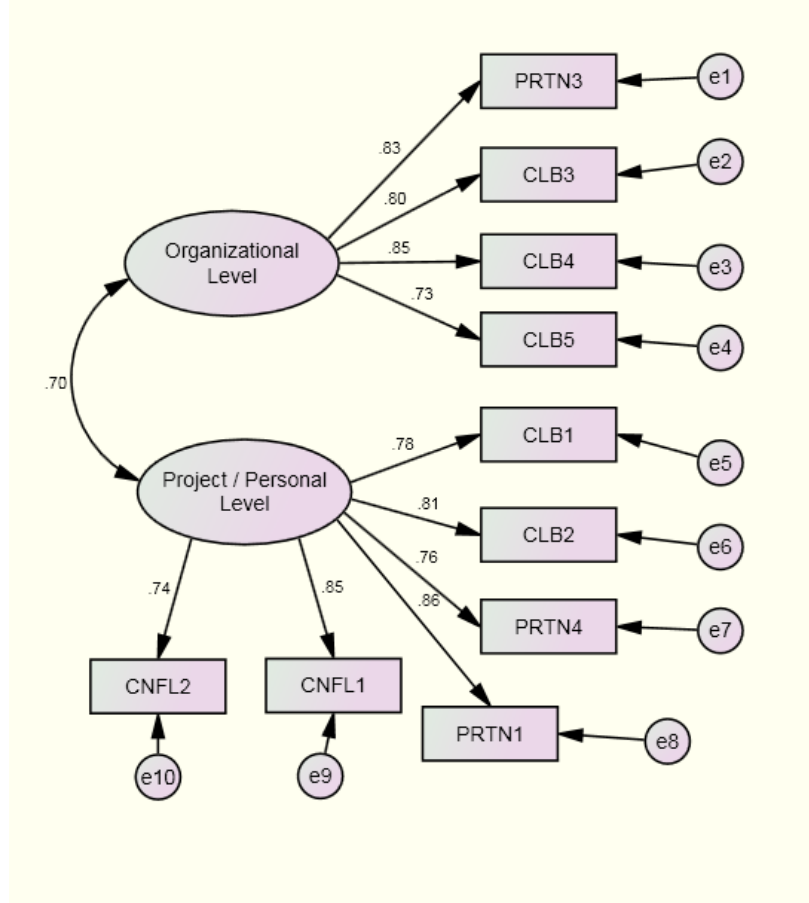 PRTN3
e1
.83
CLB3
e2
.80
Organizational
Level
.85
CLB4
e3
.73
CLB5
e4
.70
CLB1
e5
.78
Project / Personal
Level
.81
CLB2
e6
.76
.86
PRTN4
e7
.74
.85
CNFL2
CNFL1
PRTN1
e8
e10
e9